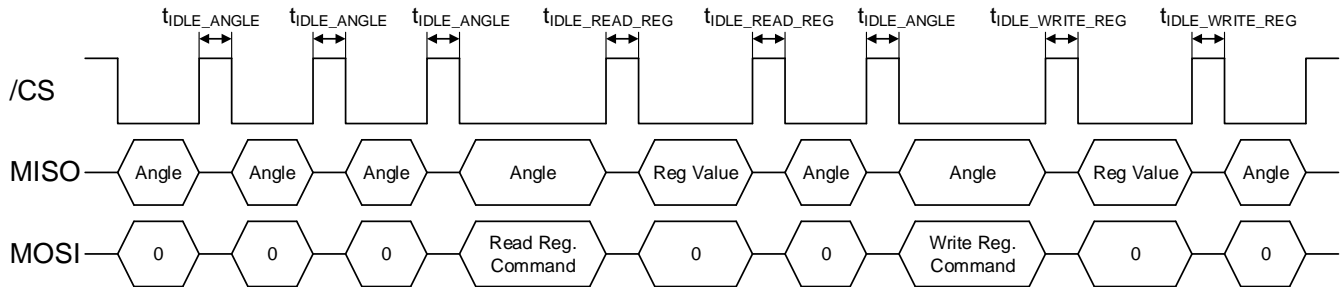 tIDLE_ANGLE tIDLE_ANGLE tIDLE_ANGLE tIDLE_READ_REG tIDLE_READ_REG tIDLE_ANGLE tIDLE_WRITE_REG tIDLE_WRITE_REG
/CS
MISO Angle Angle Angle Angle Reg Value Angle Angle Reg Value Angle
MOSI 0 0 0 Read Reg. Command 0 0 Write Reg. Command 0 0